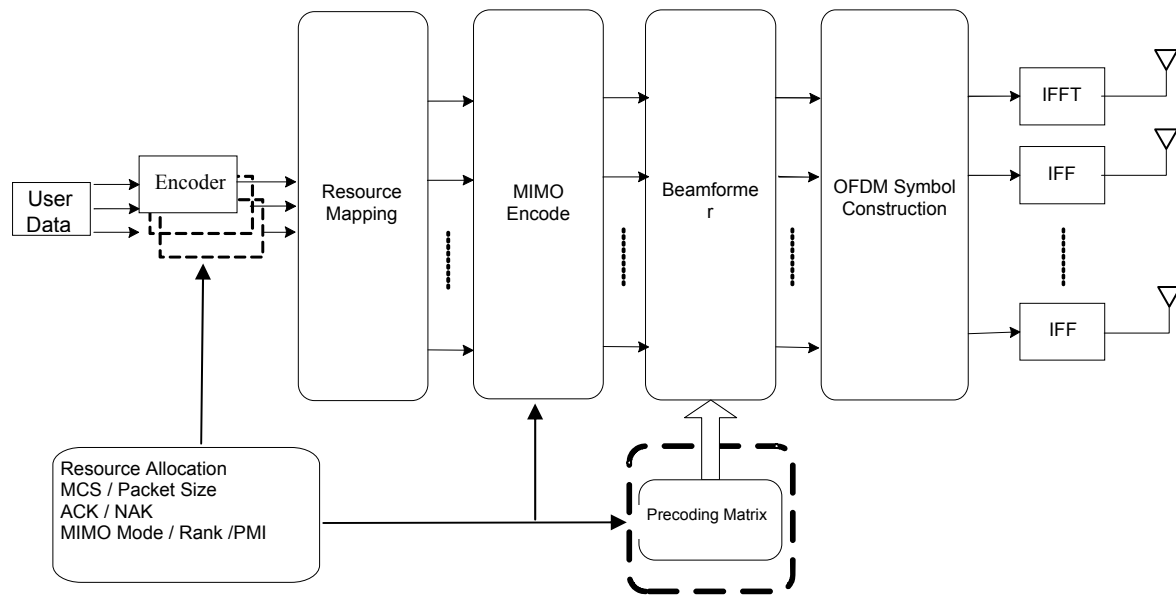 User
Data
Encoder
Resource
Mapping
MIMO
Encode
Beamforme
r
OFDM Symbol
Construction
IFFT
IFF
IFF
Resource Allocation
MCS / Packet Size
ACK / NAK
MIMO Mode / Rank /PMI
Precoding Matrix